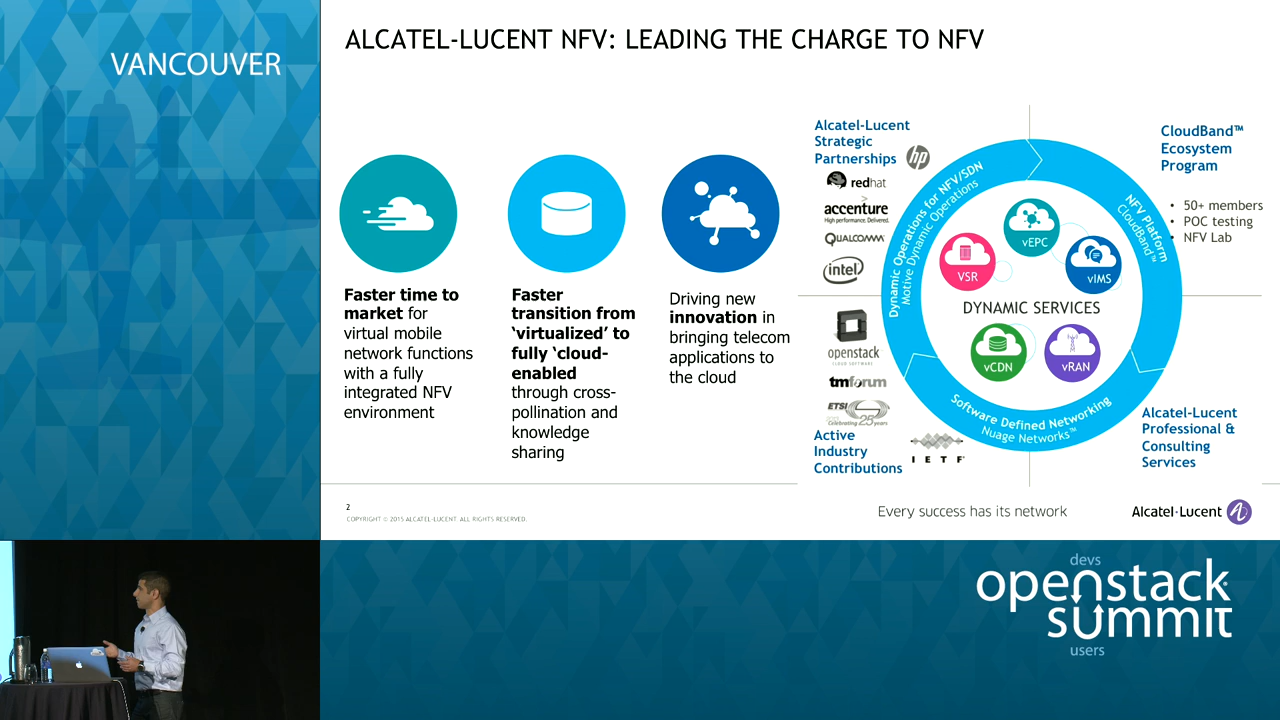 VANCOUVER
ALCATEL-LUCENT NFV: LEADING THE CHARGE TO NFV
Faster time to
market for
virtual mobile
network functions
with a fully
integrated NFV
environment
Faster
transition from
‘virtualized’ to
fully ‘cloud-
enabled
through cross-
pollination and
knowledge
sharing
Driving new
innovation in
bringing telecom
applications to
the cloud
Alcatel-Lucent
Strategic
Partnerships
hp
redhat
>
accenture
High performance. Delivered.
QUALCOMM
intel
openstack
CLOUD SOFTWARE
tmforum
ETSI
Celebrating 25 years
Active
Industry
Contributions
IETF
Dynamic Operations for NFV/SDN
Motive Dynamic Operations
NFV Platform
CloudBand™
Software Defined Networking
Nuage Networks™
vEPC
VSR
vIMS
DYNAMIC SERVICES
vCDN
vRAN
CloudBand™
Ecosystem
Program
• 50+ members
• POC testing
• NFV Lab
Alcatel-Lucent
Professional &
Consulting
Services
2
COPYRIGHT © 2015 ALCATEL-LUCENT. ALL RIGHTS RESERVED.
Every success has its network
Alcatel·Lucent
devs
openstack
summit
users